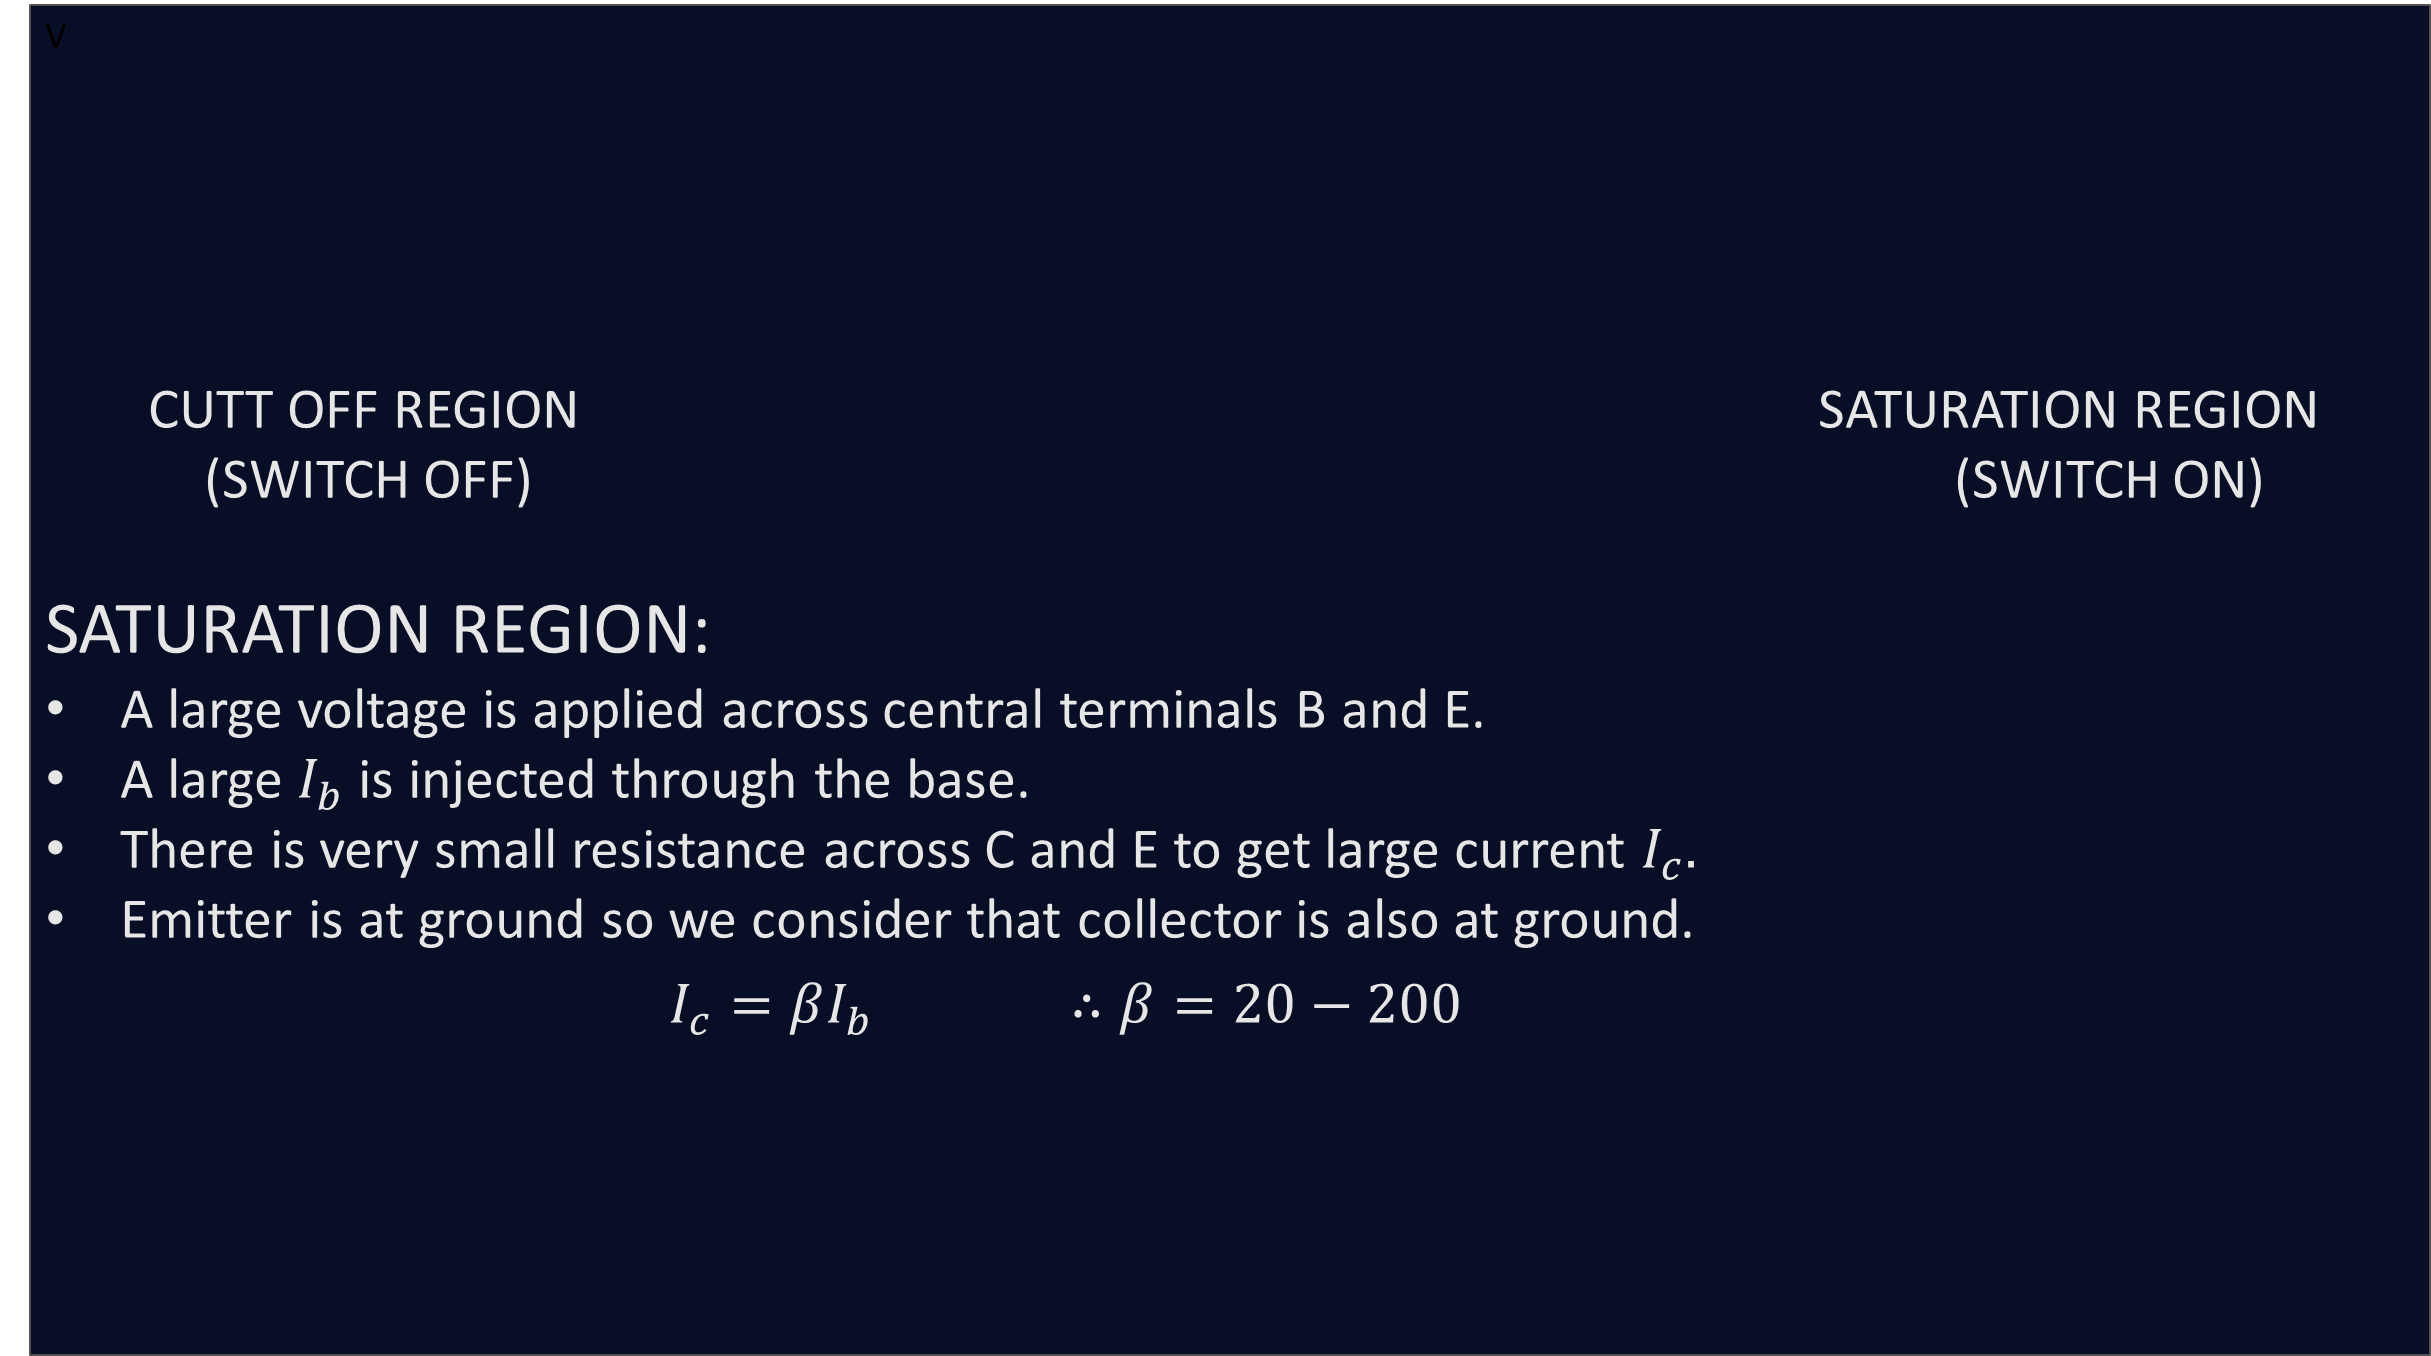 V
CUTT OFF REGION SATURATION REGION
(SWITCH OFF) (SWITCH ON)
SATURATION REGION:
• A large voltage is applied across central terminals B and E.
• A large I_b is injected through the base.
• There is very small resistance across C and E to get large current I_c.
• Emitter is at ground so we consider that collector is also at ground.
I_c = βI_b ∴ β = 20 − 200